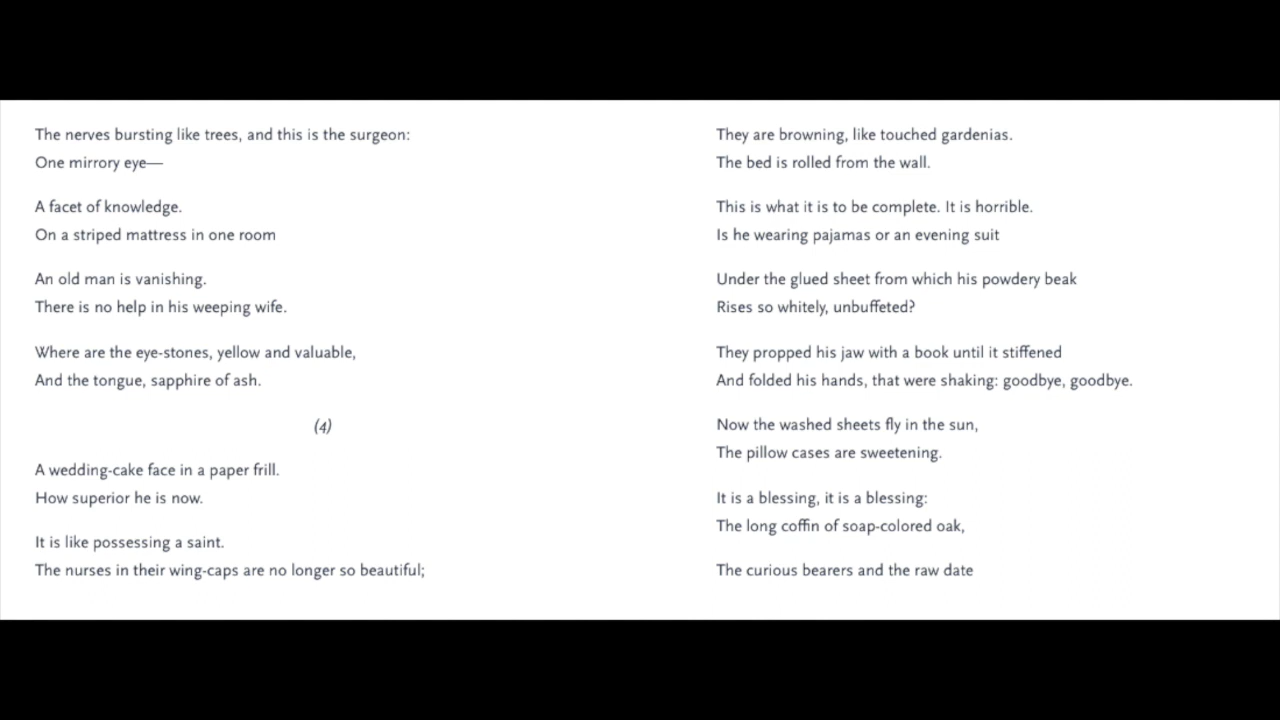 The nerves bursting like trees, and this is the surgeon:
One mirrory eye—
A facet of knowledge.
On a striped mattress in one room
An old man is vanishing.
There is no help in his weeping wife.
Where are the eye-stones, yellow and valuable,
And the tongue, sapphire of ash.
(4)
A wedding-cake face in a paper frill.
How superior he is now.
It is like possessing a saint.
The nurses in their wing-caps are no longer so beautiful;
They are browning, like touched gardenias.
The bed is rolled from the wall.
This is what it is to be complete. It is horrible.
Is he wearing pajamas or an evening suit
Under the glued sheet from which his powdery beak
Rises so whitely, unbuffeted?
They propped his jaw with a book until it stiffened
And folded his hands, that were shaking: goodbye, goodbye.
Now the washed sheets fly in the sun,
The pillow cases are sweetening.
It is a blessing, it is a blessing:
The long coffin of soap-colored oak,
The curious bearers and the raw date